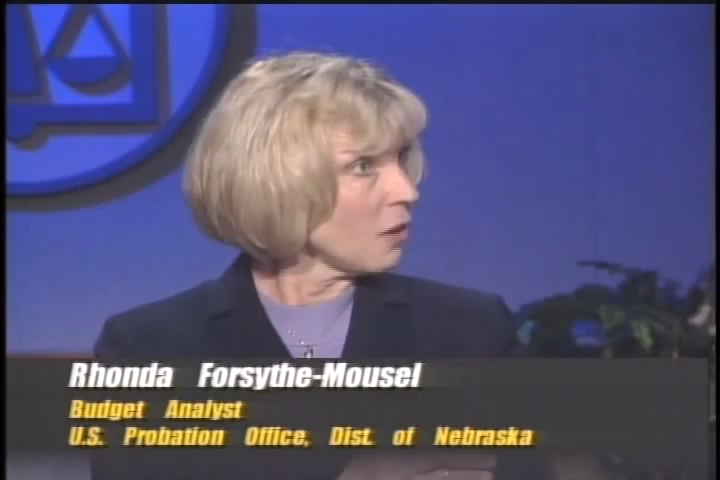 Rhonda Forsythe-Mousel
Budget Analyst
U.S. Probation Office, Dist. of Nebraska